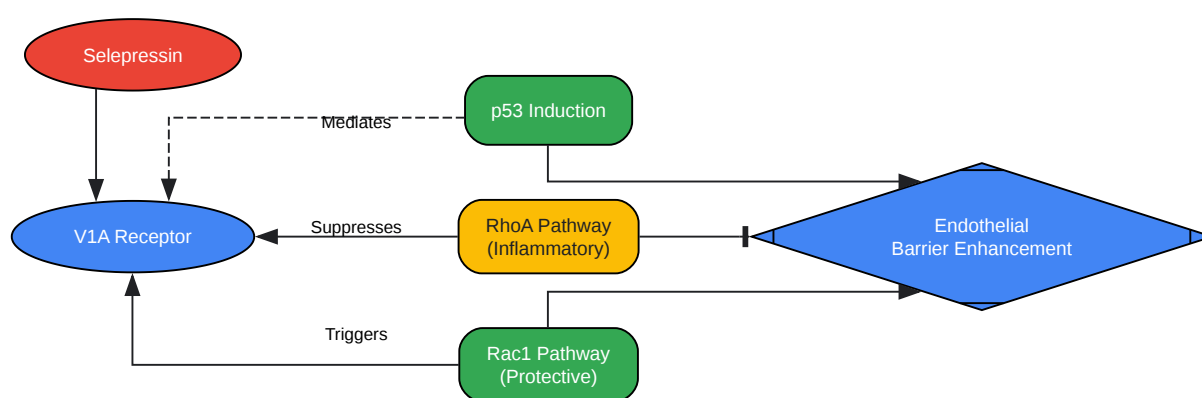 Selepressin
p53 Induction
Mediates
V1A Receptor
Suppresses
RhoA Pathway
(Inflammatory)
Endothelial
Barrier Enhancement
Triggers
Rac1 Pathway
(Protective)